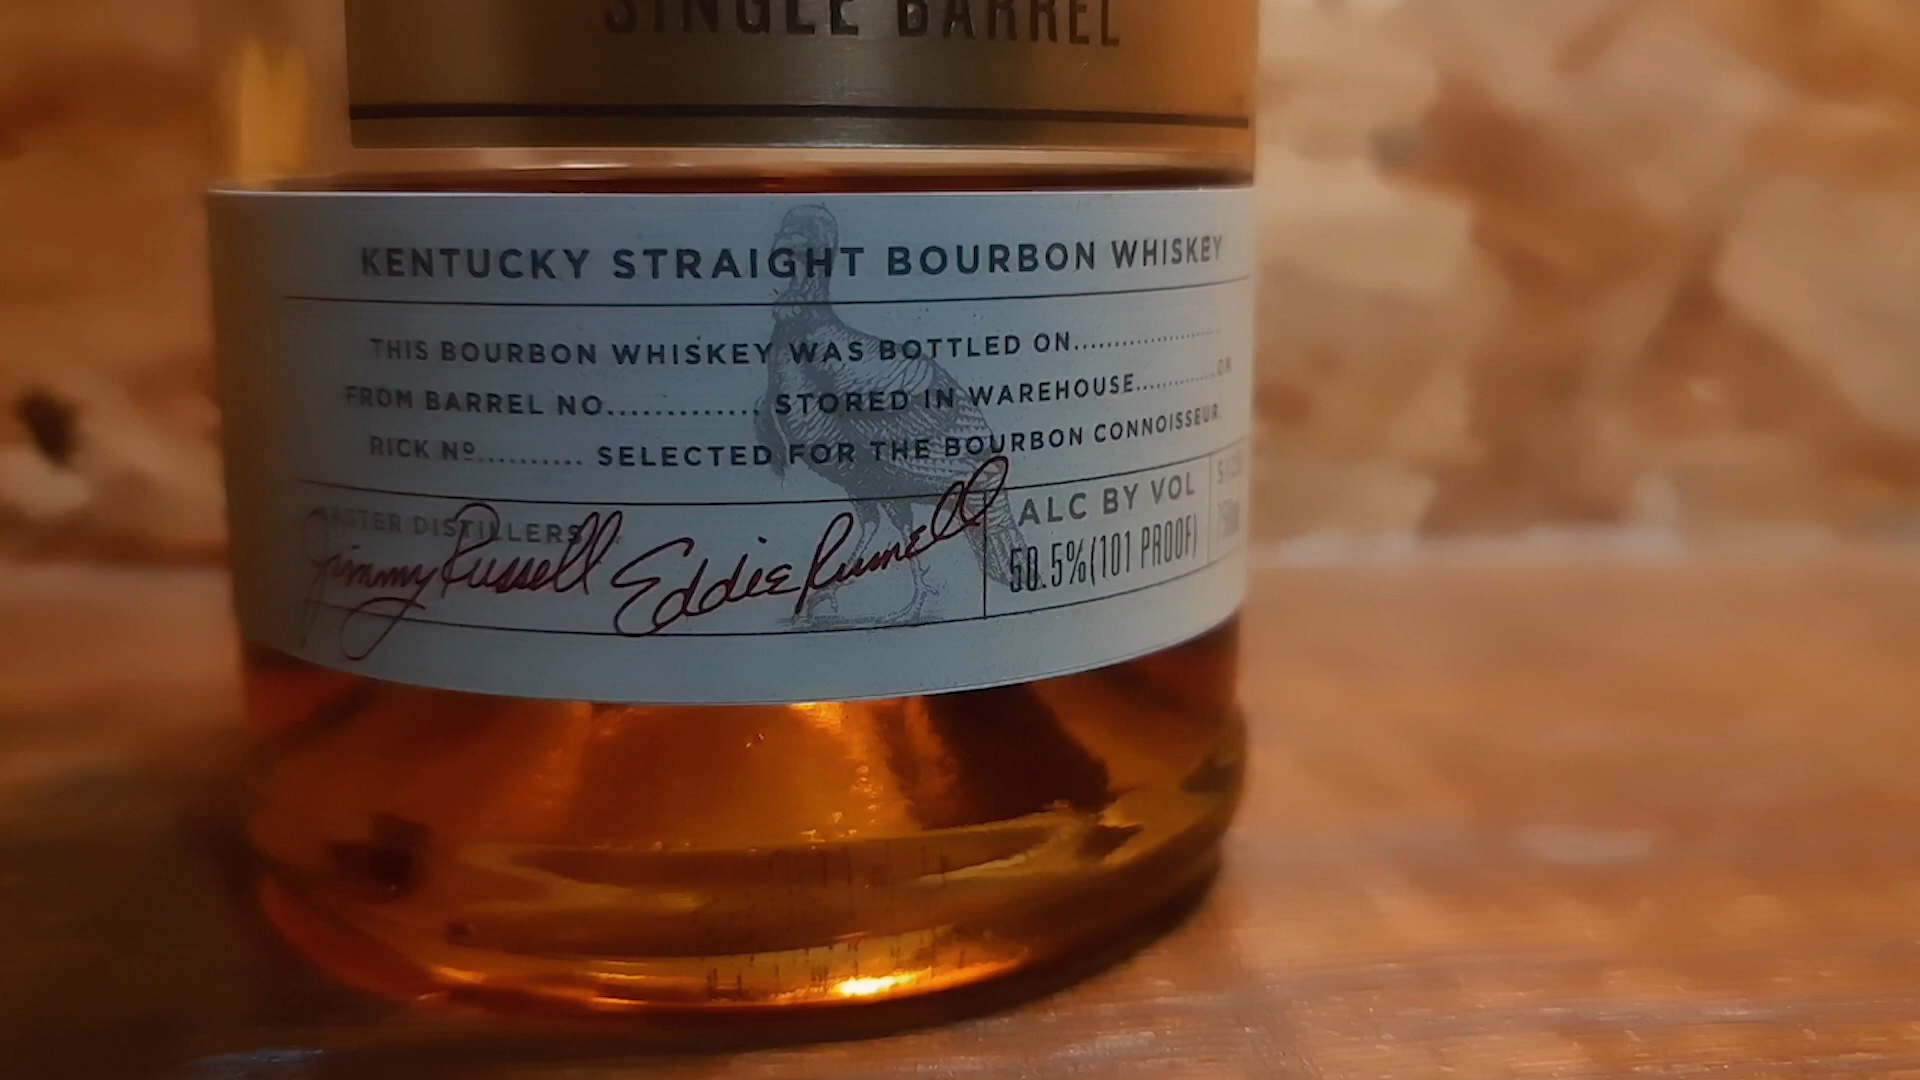 SINGLE BARREL
KENTUCKY STRAIGHT BOURBON WHISKEY
THIS BOURBON WHISKEY WAS BOTTLED ON......................
FROM BARREL NO............. STORED IN WAREHOUSE...............ON
RICK Nº.......... SELECTED FOR THE BOURBON CONNOISSEUR.
MASTER DISTILLERS
Jimmy Russell Eddie Russell
ALC BY VOL
50.5% (101 PROOF)
750ml